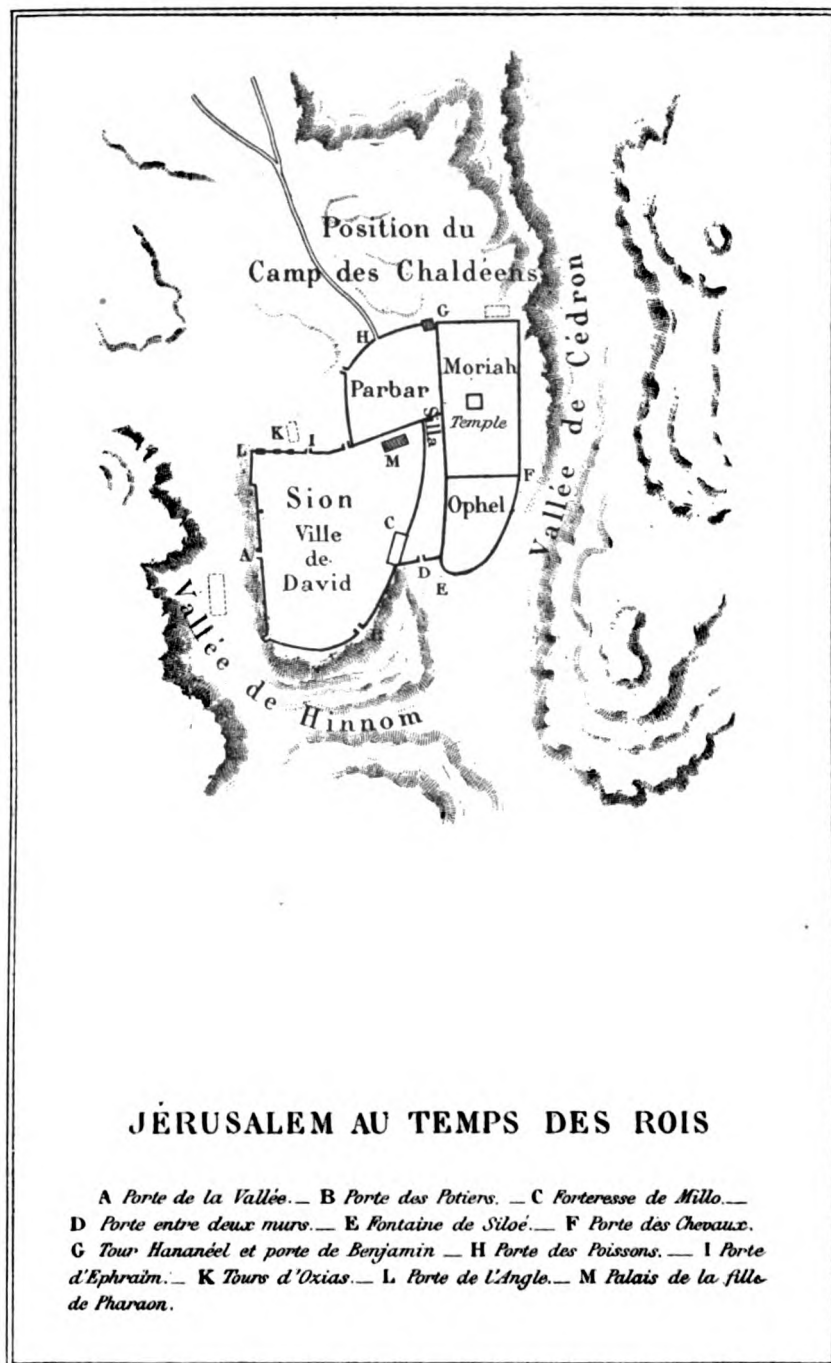 Position du
Camp des Chaldéens
H
G
Moriah
Parbar
Silla
Temple
K
I
L
M
F
Sion
Ophel
Ville
de
David
C
A
D
E
B
Vallée de Cédron
Vallée de Hinnom
JÉRUSALEM AU TEMPS DES ROIS
A Porte de la Vallée._ B Porte des Potiers. _ C Forteresse de Millo._
D Porte entre deux murs._ E Fontaine de Siloé._ F Porte des Chevaux.
G Tour Hananéel et porte de Benjamin _ H Porte des Poissons. _ I Porte
d'Ephraïm._ K Tours d'Oxias._ L Porte de l'Angle._ M Palais de la fille
de Pharaon.